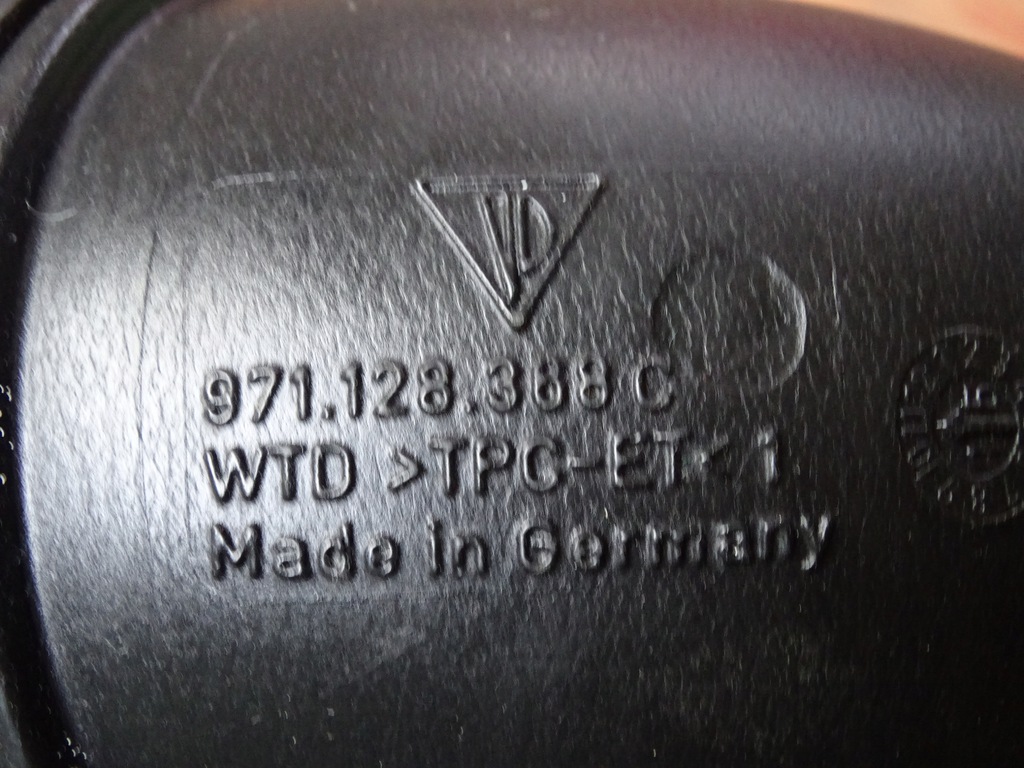 971.128.388 C
WTD >TPC-ET< 1
Made in Germany